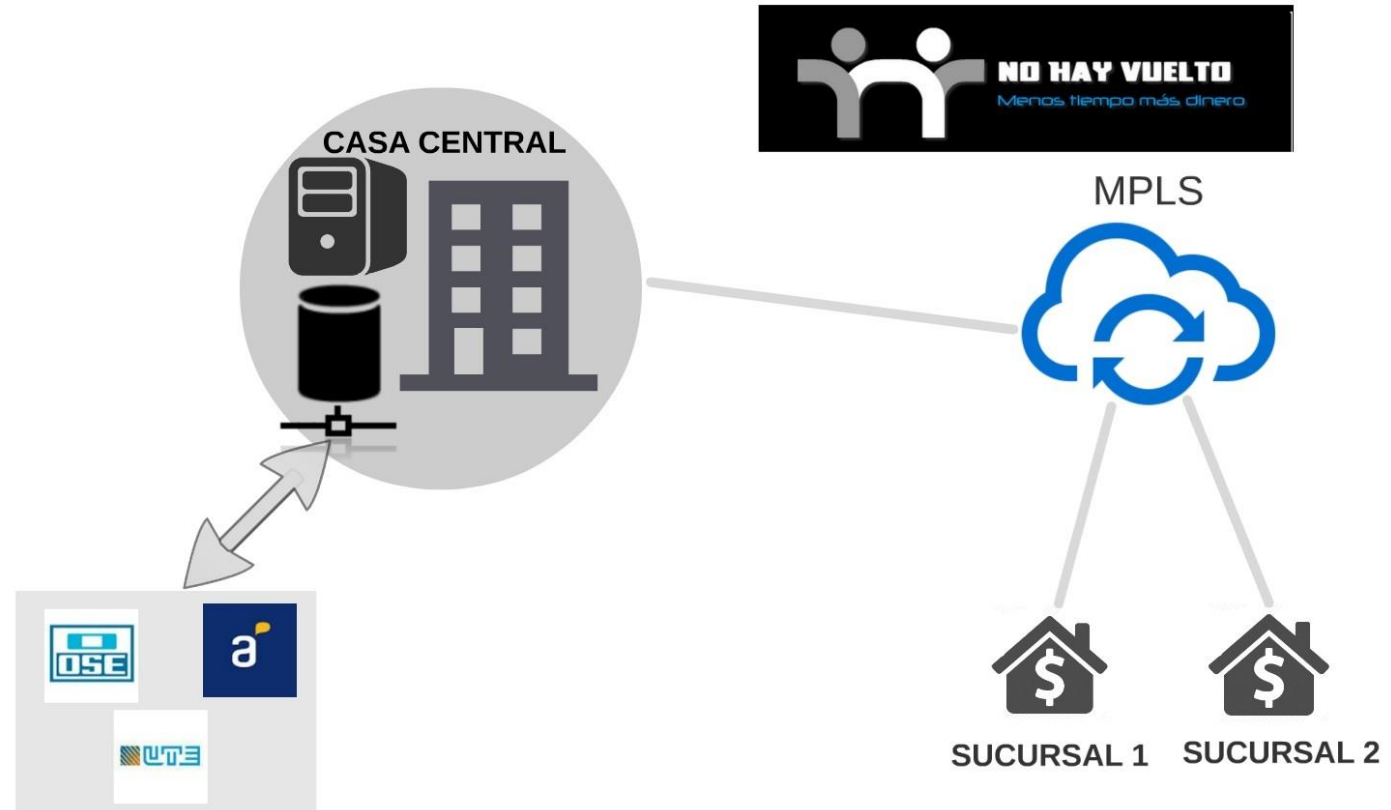 NO HAY VUELTO
Menos tiempo más dinero
CASA CENTRAL
MPLS
OSE
a
UTE
$
$
SUCURSAL 1
SUCURSAL 2